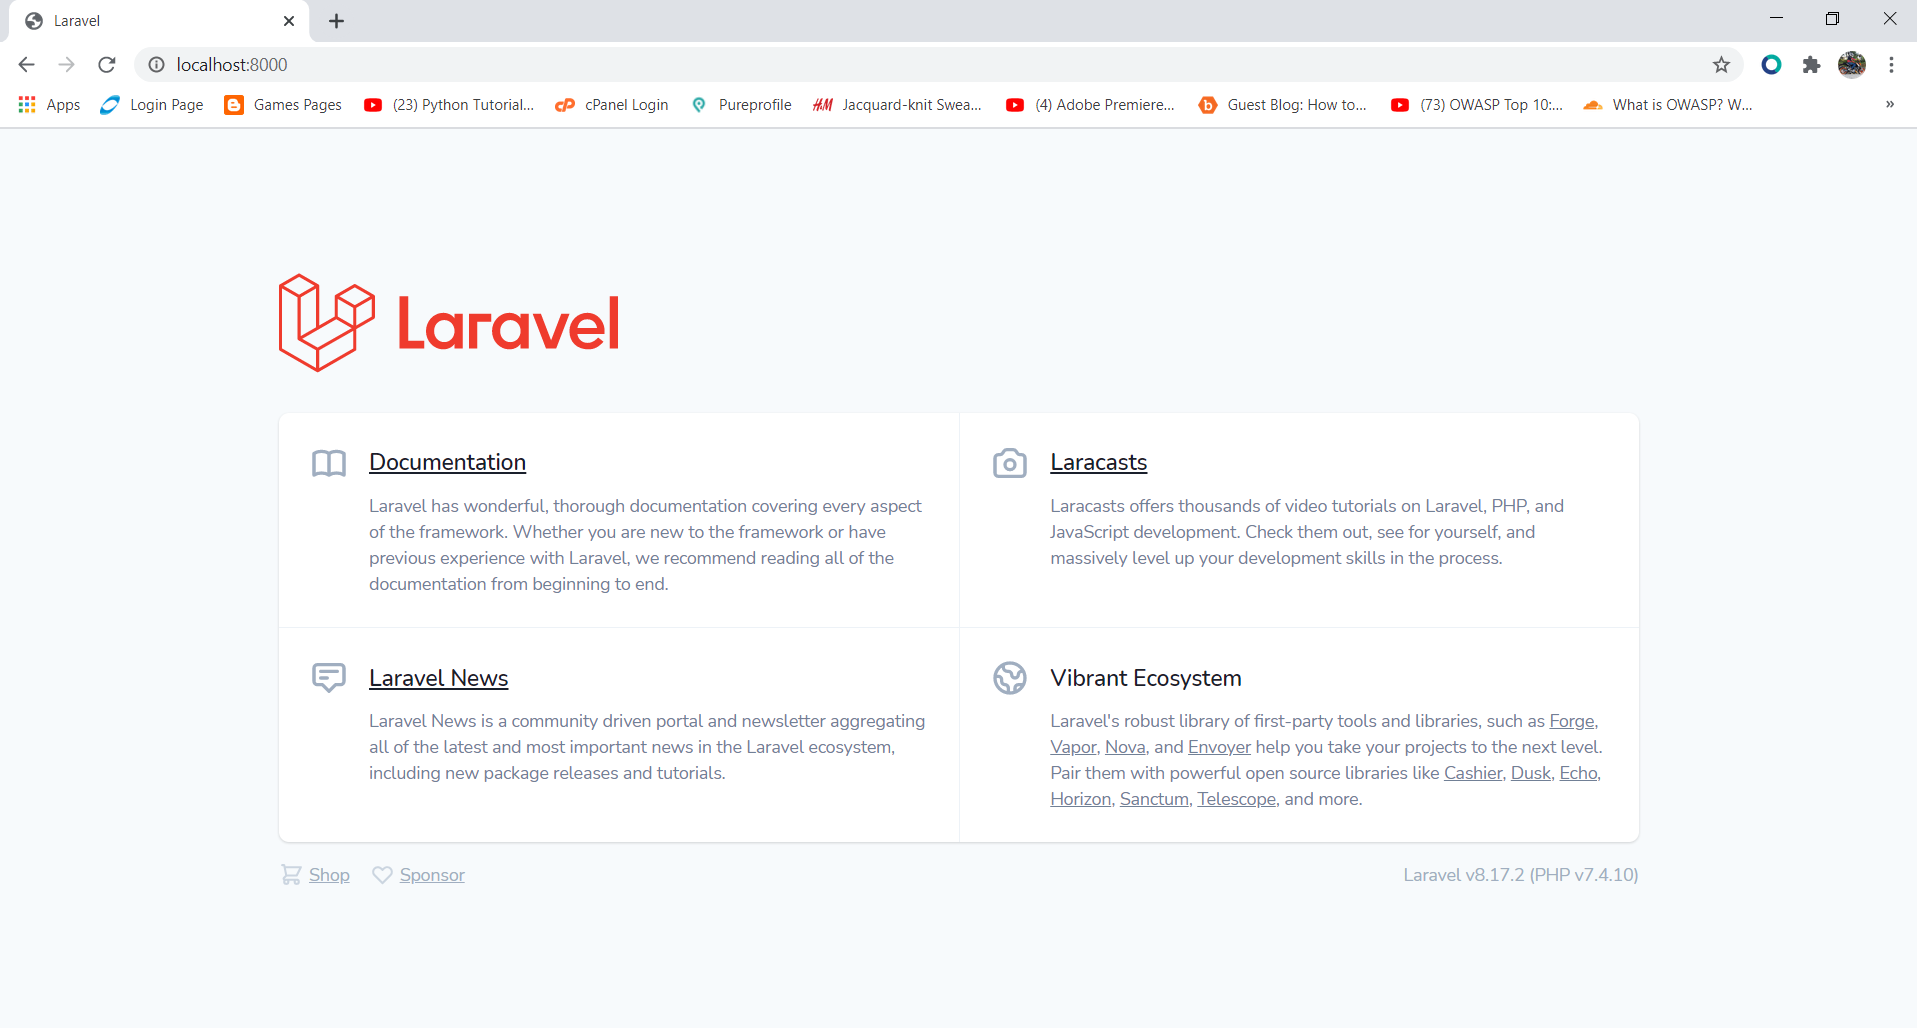 Laravel
localhost:8000
Apps Login Page Games Pages (23) Python Tutorial... cPanel Login Pureprofile H&M Jacquard-knit Swea... (4) Adobe Premiere... Guest Blog: How to... (73) OWASP Top 10:... What is OWASP? W... »
Laravel
Documentation
Laravel has wonderful, thorough documentation covering every aspect
of the framework. Whether you are new to the framework or have
previous experience with Laravel, we recommend reading all of the
documentation from beginning to end.
Laracasts
Laracasts offers thousands of video tutorials on Laravel, PHP, and
JavaScript development. Check them out, see for yourself, and
massively level up your development skills in the process.
Laravel News
Laravel News is a community driven portal and newsletter aggregating
all of the latest and most important news in the Laravel ecosystem,
including new package releases and tutorials.
Vibrant Ecosystem
Laravel's robust library of first-party tools and libraries, such as Forge,
Vapor, Nova, and Envoyer help you take your projects to the next level.
Pair them with powerful open source libraries like Cashier, Dusk, Echo,
Horizon, Sanctum, Telescope, and more.
Shop Sponsor
Laravel v8.17.2 (PHP v7.4.10)